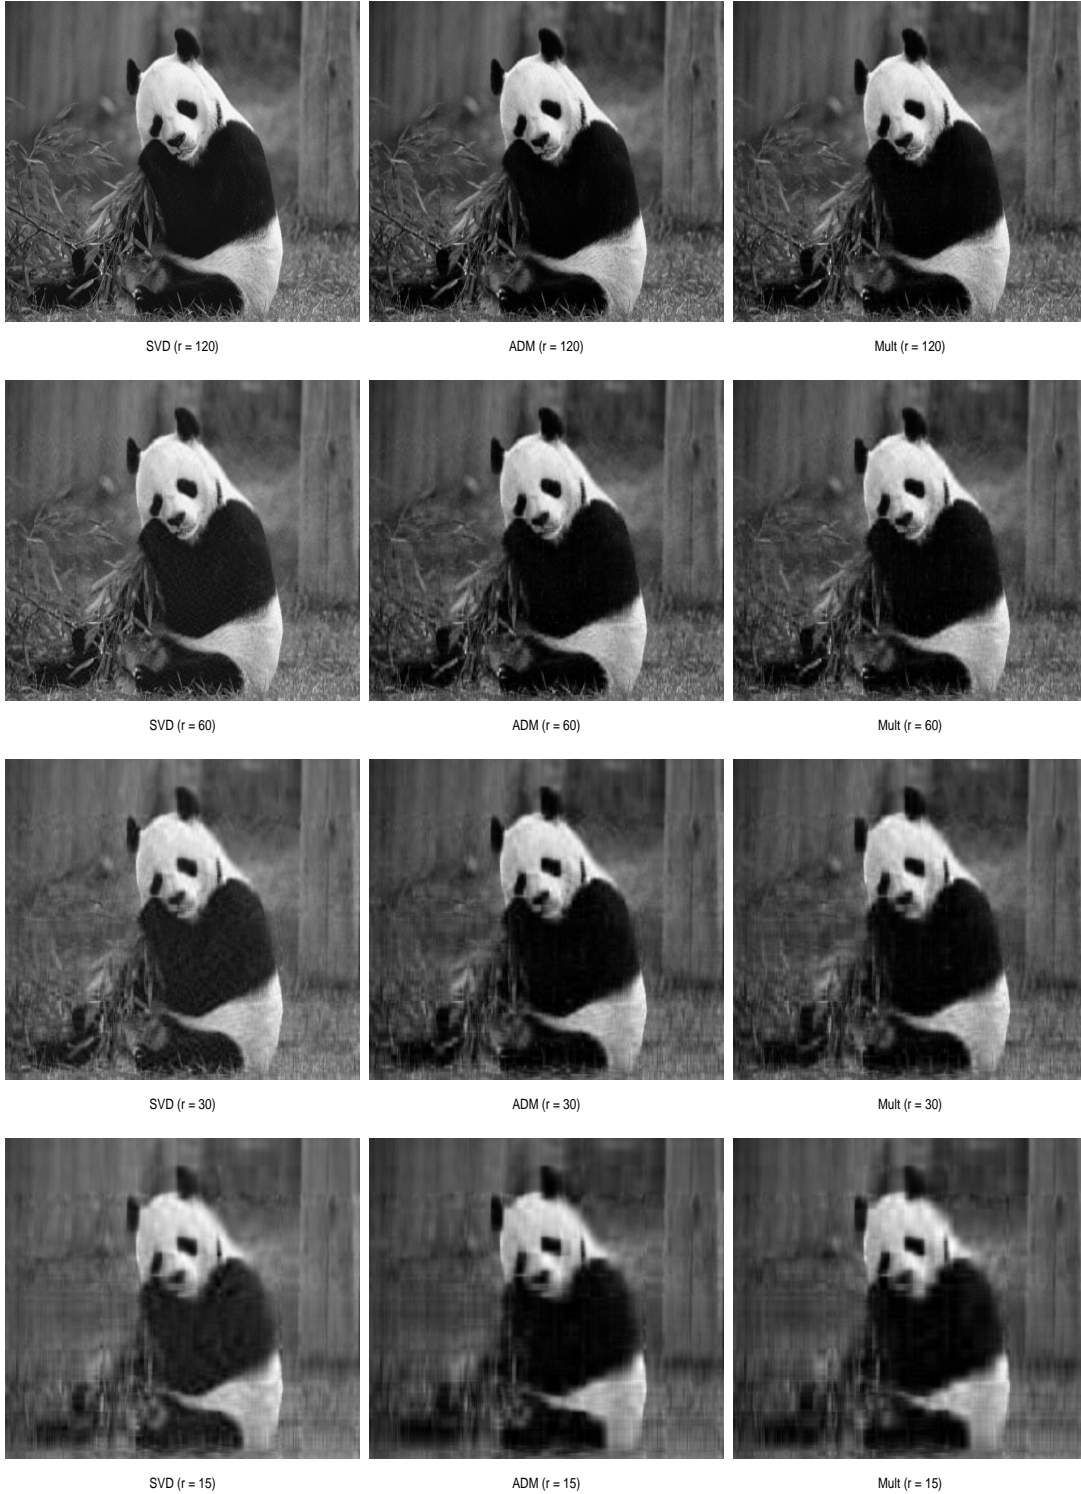 SVD (r = 120) ADM (r = 120) Mult (r = 120)
SVD (r = 60) ADM (r = 60) Mult (r = 60)
SVD (r = 30) ADM (r = 30) Mult (r = 30)
SVD (r = 15) ADM (r = 15) Mult (r = 15)